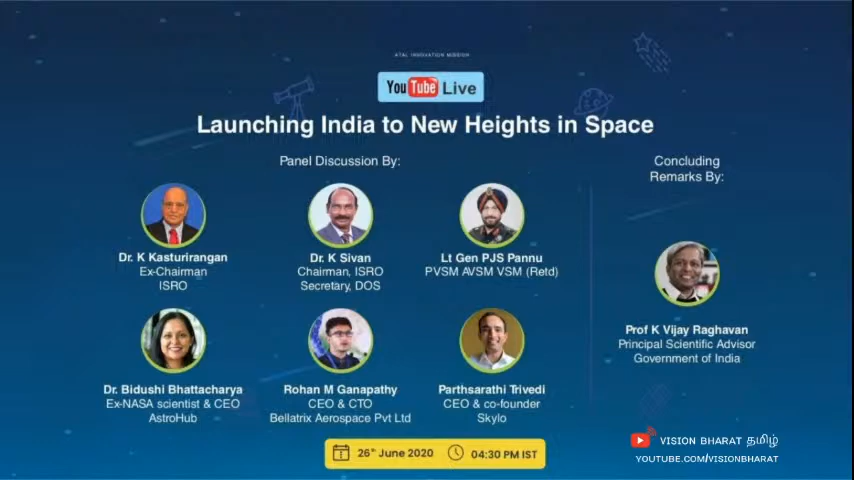 ATAL INNOVATION MISSION
YouTube Live
Launching India to New Heights in Space
Panel Discussion By:
Dr. K Kasturirangan
Ex-Chairman
ISRO
Dr. K Sivan
Chairman, ISRO
Secretary, DOS
Lt Gen PJS Pannu
PVSM AVSM VSM (Retd)
Dr. Bidushi Bhattacharya
Ex-NASA scientist & CEO
AstroHub
Rohan M Ganapathy
CEO & CTO
Bellatrix Aerospace Pvt Ltd
Parthsarathi Trivedi
CEO & co-founder
Skylo
Concluding
Remarks By:
Prof K Vijay Raghavan
Principal Scientific Advisor
Government of India
26th June 2020
04:30 PM IST
VISION BHARAT தமிழ்
YOUTUBE.COM/VISIONBHARAT